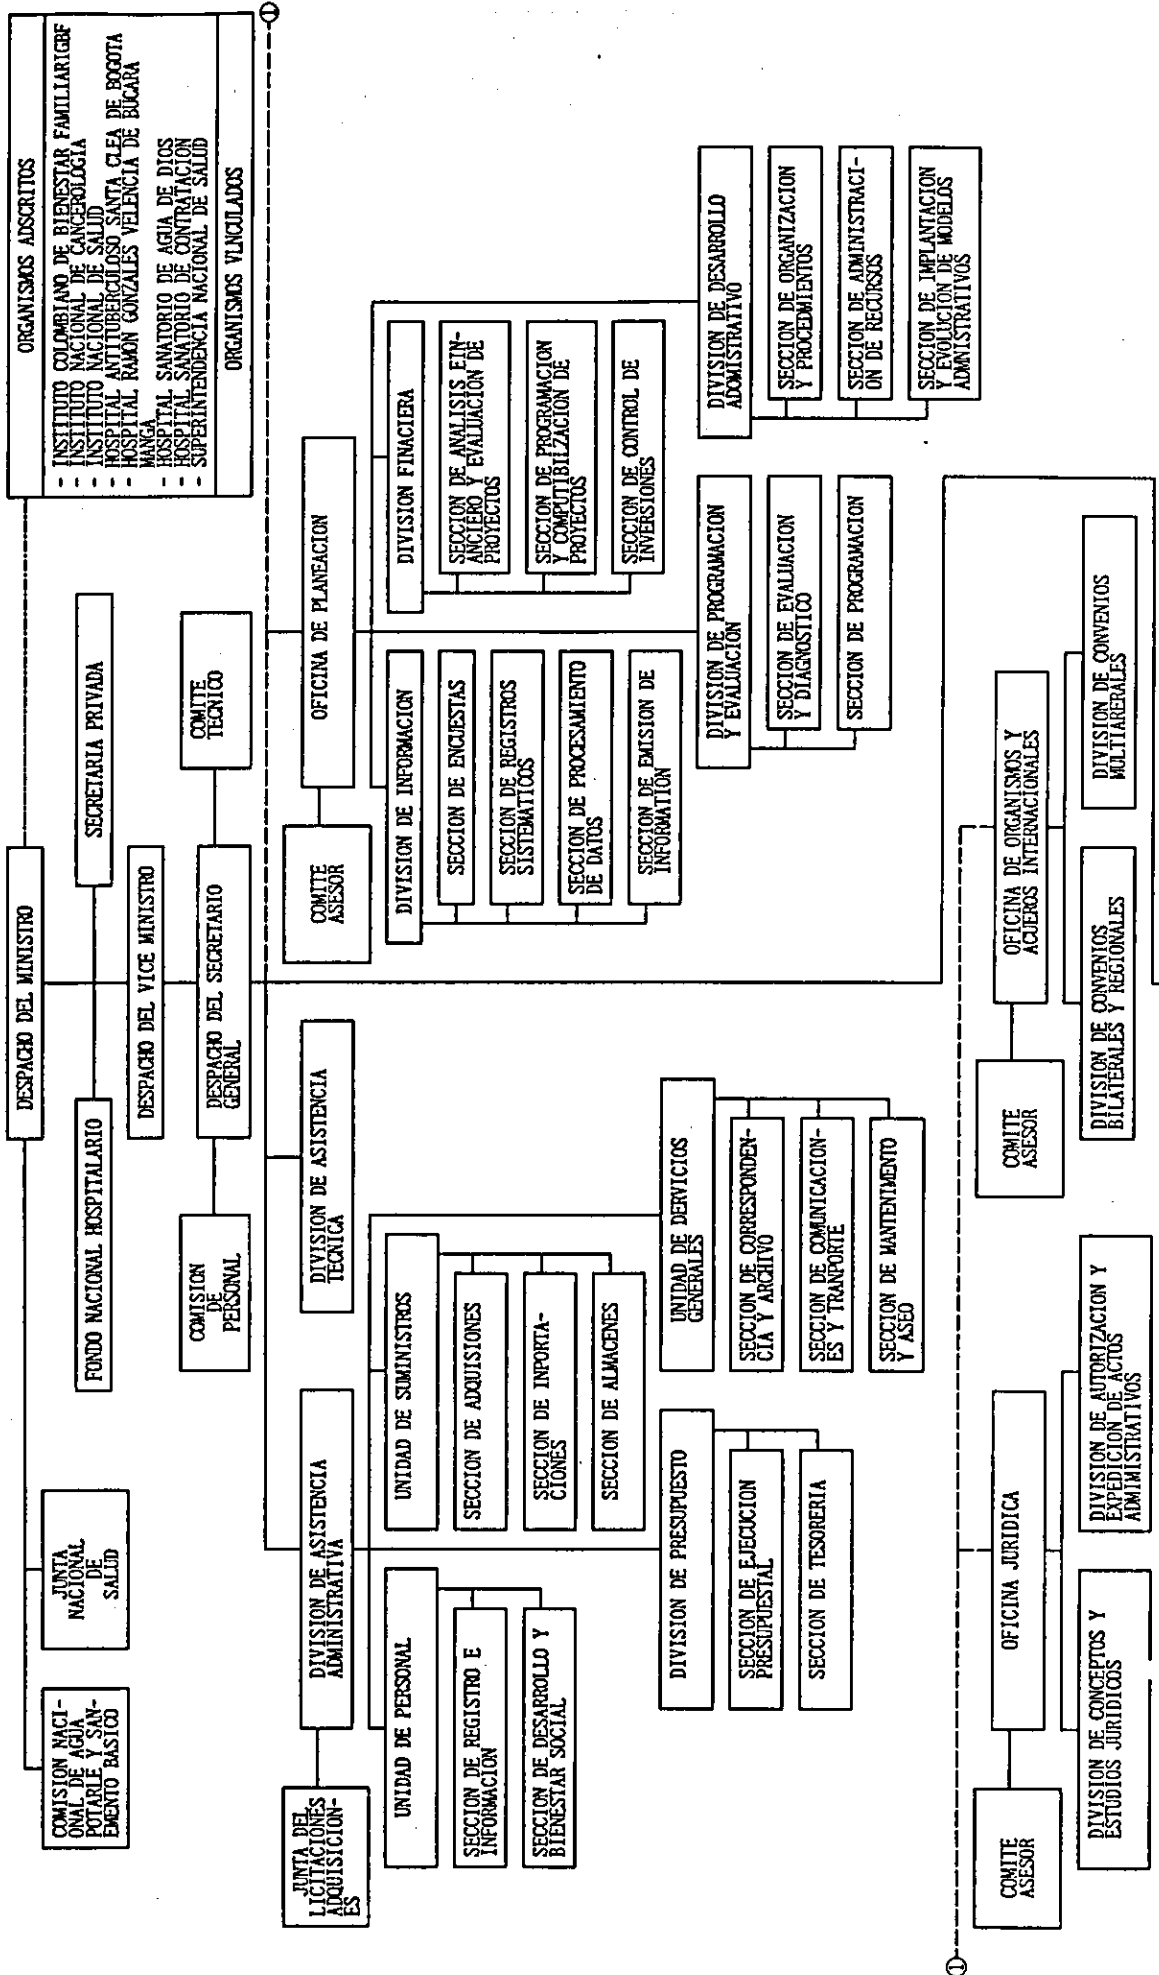 DESPACHO DEL MINISTRO
ORGANISMOS ADSCRITOS
- INSTITUTO COLOMBIANO DE BIENESTAR FAMILIARIGBF
- INSTITUTO NACIONAL DE CANCEROLOGIA
- INSTITUTO NACIONAL DE SALUD
- HOSPITAL ANTITUBERCULOSO SANTA CLEA DE BOGOTA
- HOSPITAL RAMON GONZALES VELENCIA DE BUCARA
MANGA
- HOSPITAL SANATORIO DE AGUA DE DIOS
- HOSPITAL SANATORIO DE CONTRATACION
- SUPERINTENDENCIA NACIONAL DE SALUD
ORGANISMOS VLNCULADOS
COMISION NACI-
ONAL DE AGUA
POTARLE Y SAN-
EMENTO BASICO
JUNTA
NACIONAL
DE
SALUD
FONDO NACIONAL HOSPITALARIO
SECRETARIA PRIVADA
DESPACHO DEL VICE MINISTRO
COMISION
DE
PERSONAL
DESPACHO DEL SECRETARIO
GENERAL
COMITE
TECNICO
1
JUNTA DEL
LICITACIONES
ADQUISICION-
ES
DIVISION DE ASISTENCIA
ADMINISTRATIVA
DIVISION DE ASISTENCIA
TECNICA
COMITE
ASESOR
OFICINA DE PLANEACION
UNIDAD DE PERSONAL
SECCION DE REGISTRO E
INFORMACION
SECCION DE DESARROLLO Y
BIENESTAR SOCIAL
UNIDAD DE SUMINISTROS
SECCION DE ADQUISIONES
SECCION DE INPORTA-
CIONES
SECCION DE ALMACENES
DIVISION DE INFORMACION
SECCION DE ENCUESTAS
SECCION DE REGISTROS
SISTEMATICOS
SECCION DE PROCESAMIENTO
DE DATOS
SECCION DE EMISION DE
INFORMATION
DIVISION FINACIERA
SECCION DE ANALISIS EIN-
ANCIERO Y EVALUACION DE
PROYECTOS
SECCION DE PROGRAMACION
Y COMPUTIBILZACION DE
PROYECTOS
SECCION DE CONTROL DE
INVERSIONES
DIVISION DE PRESUPUESTO
SECCION DE EJECUCION
PRESUPUESTAL
SECCION DE TESORERIA
UNIDAD DE DERVICIOS
GENERALES
SECCION DE CORRESPONDEN-
CIA Y ARCHIVO
SECCION DE COMUNICACION-
ES Y TRANPORTE
SECCION DE MANTENIMENTO
Y ASEO
DIVISION DE PROGRAMACION
Y EVALUACION
SECCION DE EVALUACION
Y DIAGNOSTICO
SECCION DE PROGRAMACION
DIVISION DE DESARROLLO
ADOMISTRATIVO
SECCION DE ORGANIZACION
Y PROCEDMIENTOS
SECCION DE ADMINISTRACI-
ON DE RECURSOS
SECCION DE IMPLANTACION
Y EVOLUCION DE MODELOS
ADMNISTRATIVOS
1
COMITE
ASESOR
OFICINA JURIDICA
COMITE
ASESOR
OFICINA DE ORGANISMOS Y
ACUEROS INTERNACIONALES
DIVISION DE CONCEPTOS Y
ESTUDIOS JURIDICOS
DIVISION DE AUTORIZACION Y
EXPEDICION DE ACTOS
ADMIMISTRATIVOS
DIVISION DE CONVENIOS
BILATERALES Y REGIONALES
DIVISION DE CONVENIOS
MULTIARERALES